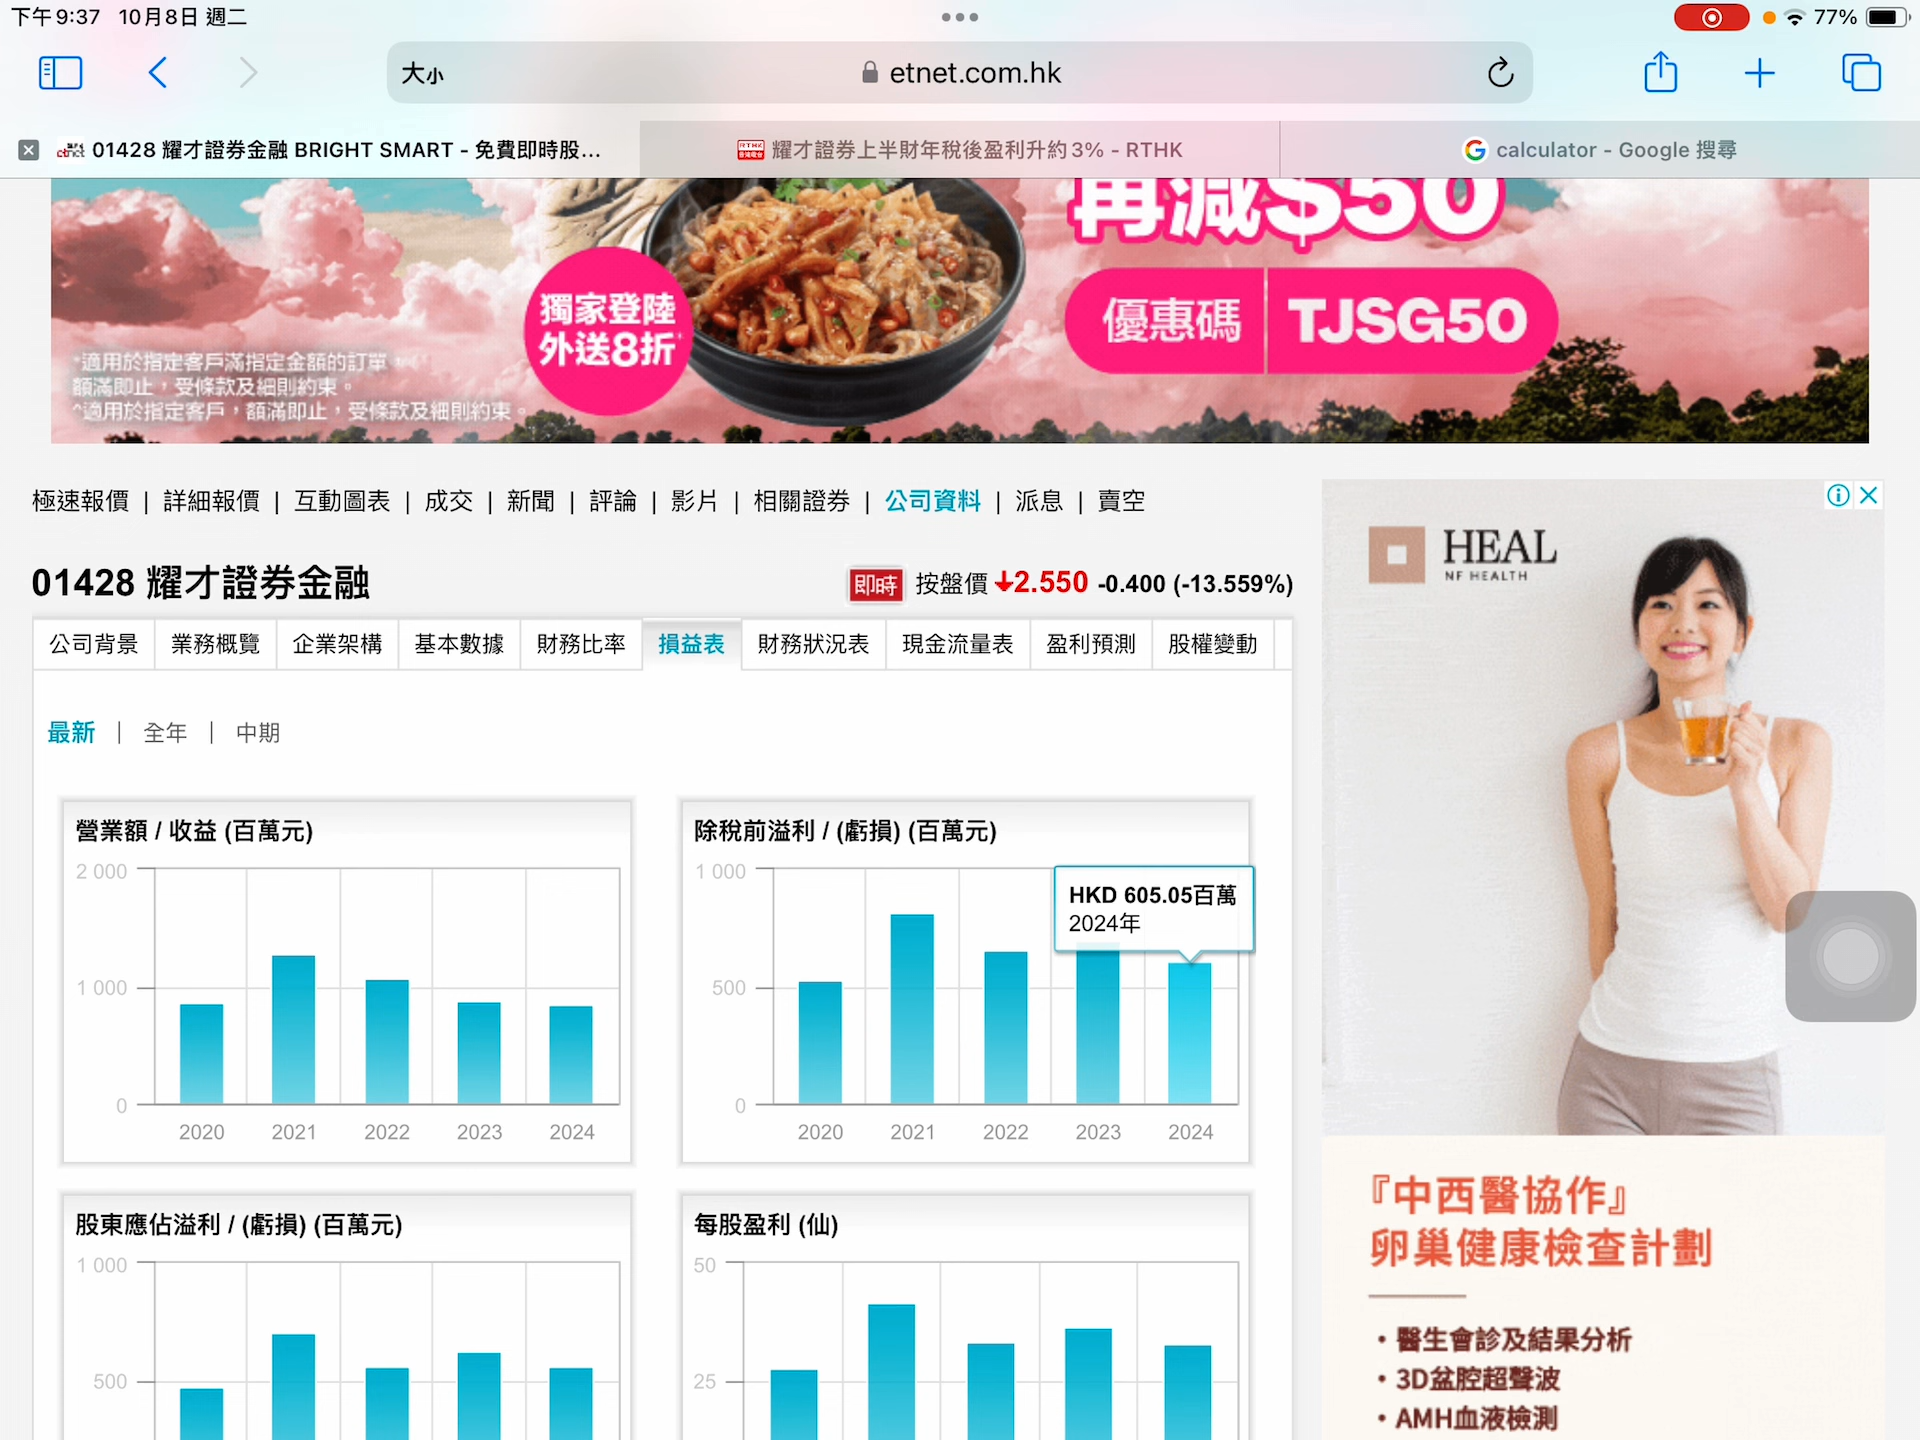 下午9:37 10月8日 週二
77%
大小
etnet.com.hk
etnet 01428 耀才證券金融 BRIGHT SMART - 免費即時股...
RTHK 耀才證券上半財年稅後盈利升約3% - RTHK
calculator - Google 搜尋
再減$50
獨家登陸
外送8折^
優惠碼 TJSG50
*適用於指定客戶滿指定金額的訂單，
額滿即止，受條款及細則約束。
^適用於指定客戶，額滿即止，受條款及細則約束。
極速報價 | 詳細報價 | 互動圖表 | 成交 | 新聞 | 評論 | 影片 | 相關證券 | 公司資料 | 派息 | 賣空
01428 耀才證券金融
即時 按盤價 2.550 -0.400 (-13.559%)
公司背景 業務概覽 企業架構 基本數據 財務比率 損益表 財務狀況表 現金流量表 盈利預測 股權變動
最新 | 全年 | 中期
營業額 / 收益 (百萬元)
2 000
1 000
0
2020 2021 2022 2023 2024
除稅前溢利 / (虧損) (百萬元)
1 000
HKD 605.05百萬
2024年
500
0
2020 2021 2022 2023 2024
股東應佔溢利 / (虧損) (百萬元)
1 000
500
每股盈利 (仙)
50
25
HEAL
NF HEALTH
『中西醫協作』
卵巢健康檢查計劃
・醫生會診及結果分析
・3D盆腔超聲波
・AMH血液檢測